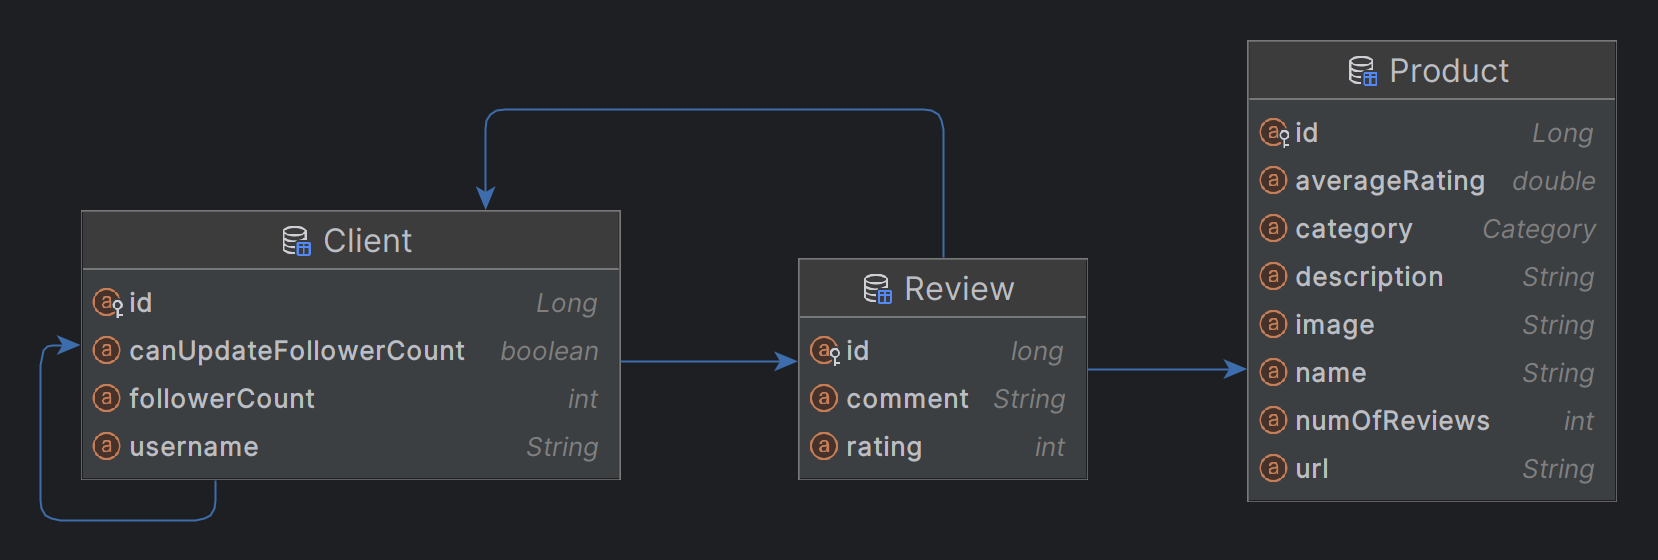 Client
id Long
canUpdateFollowerCount boolean
followerCount int
username String
Review
id long
comment String
rating int
Product
id Long
averageRating double
category Category
description String
image String
name String
numOfReviews int
url String